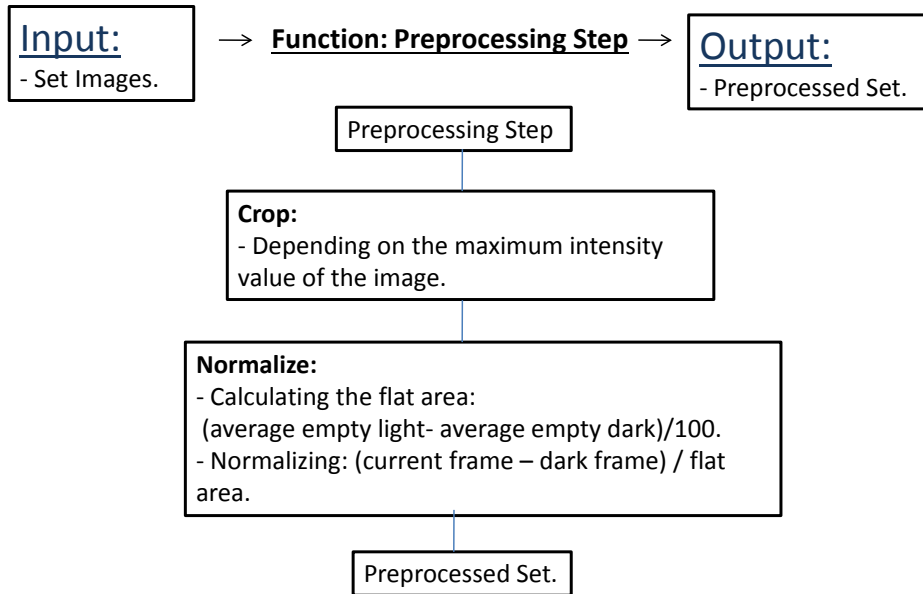 Input:
- Set Images.
→ Function: Preprocessing Step →
Output:
- Preprocessed Set.
Preprocessing Step
Crop:
- Depending on the maximum intensity
value of the image.
Normalize:
- Calculating the flat area:
(average empty light- average empty dark)/100.
- Normalizing: (current frame – dark frame) / flat
area.
Preprocessed Set.